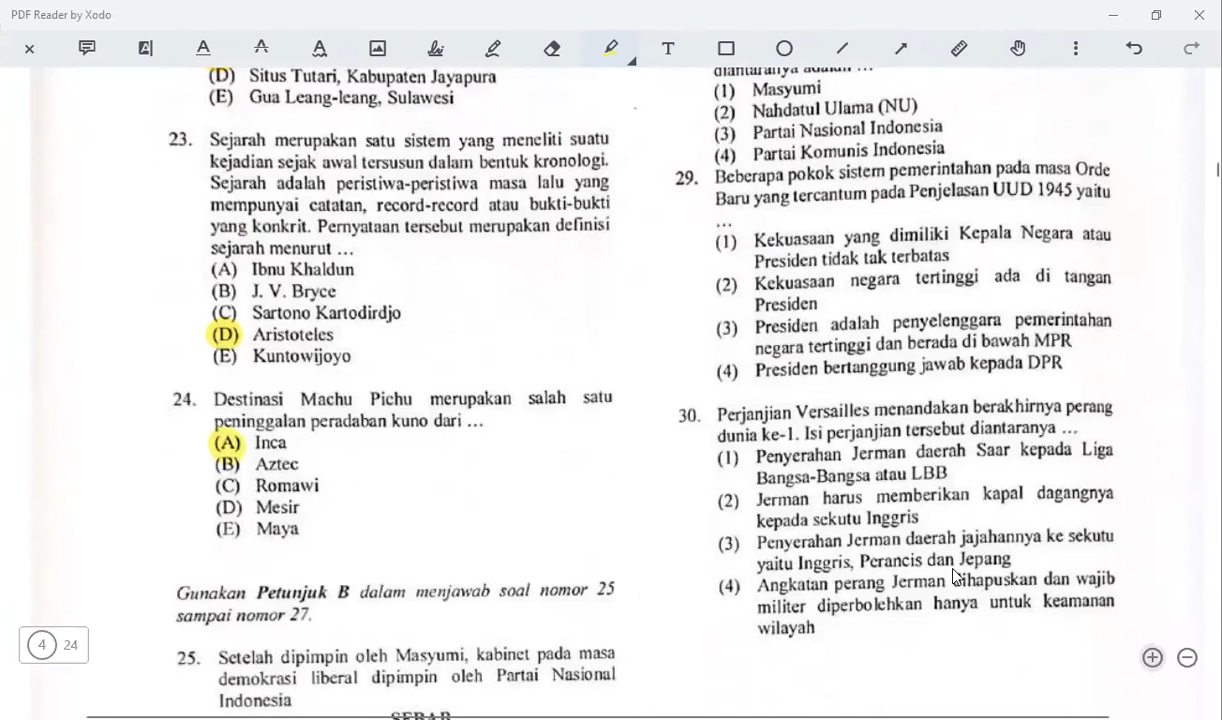 PDF Reader by Xodo
(D) Situs Tutari, Kabupaten Jayapura
(E) Gua Leang-leang, Sulawesi
23. Sejarah merupakan satu sistem yang meneliti suatu
kejadian sejak awal tersusun dalam bentuk kronologi.
Sejarah adalah peristiwa-peristiwa masa lalu yang
mempunyai catatan, record-record atau bukti-bukti
yang konkrit. Pernyataan tersebut merupakan definisi
sejarah menurut ...
(A) Ibnu Khaldun
(B) J. V. Bryce
(C) Sartono Kartodirdjo
(D) Aristoteles
(E) Kuntowijoyo
24. Destinasi Machu Pichu merupakan salah satu
peninggalan peradaban kuno dari ...
(A) Inca
(B) Aztec
(C) Romawi
(D) Mesir
(E) Maya
Gunakan Petunjuk B dalam menjawab soal nomor 25
sampai nomor 27.
25. Setelah dipimpin oleh Masyumi, kabinet pada masa
demokrasi liberal dipimpin oleh Partai Nasional
Indonesia
SEBAB
diantaranya adalah ...
(1) Masyumi
(2) Nahdatul Ulama (NU)
(3) Partai Nasional Indonesia
(4) Partai Komunis Indonesia
29. Beberapa pokok sistem pemerintahan pada masa Orde
Baru yang tercantum pada Penjelasan UUD 1945 yaitu
...
(1) Kekuasaan yang dimiliki Kepala Negara atau
Presiden tidak tak terbatas
(2) Kekuasaan negara tertinggi ada di tangan
Presiden
(3) Presiden adalah penyelenggara pemerintahan
negara tertinggi dan berada di bawah MPR
(4) Presiden bertanggung jawab kepada DPR
30. Perjanjian Versailles menandakan berakhirnya perang
dunia ke-1. Isi perjanjian tersebut diantaranya ...
(1) Penyerahan Jerman daerah Saar kepada Liga
Bangsa-Bangsa atau LBB
(2) Jerman harus memberikan kapal dagangnya
kepada sekutu Inggris
(3) Penyerahan Jerman daerah jajahannya ke sekutu
yaitu Inggris, Perancis dan Jepang
(4) Angkatan perang Jerman dihapuskan dan wajib
militer diperbolehkan hanya untuk keamanan
wilayah
4 24